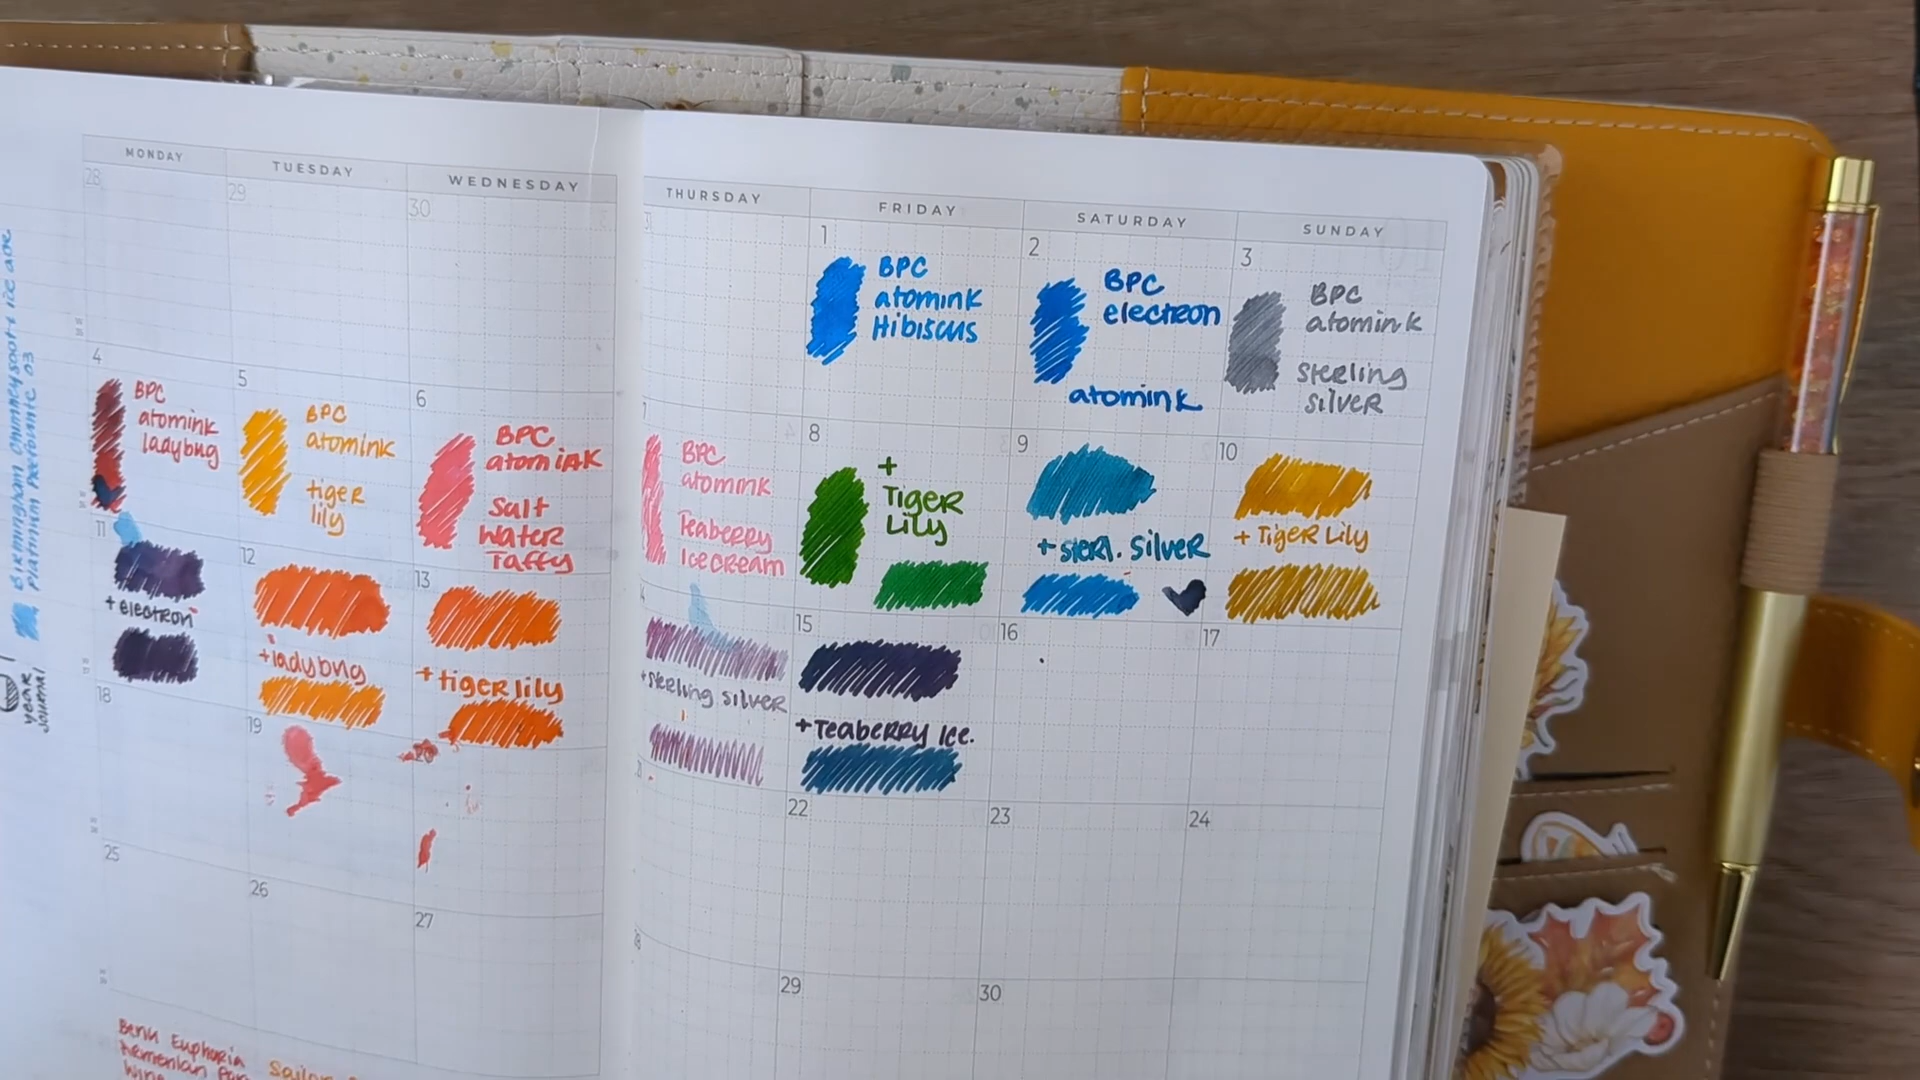 MONDAY
TUESDAY
WEDNESDAY
THURSDAY
FRIDAY
SATURDAY
SUNDAY
28
29
30
1
BPC
atomink
Hibiscus
2
BPC
electron
atomink
3
BPC
atomink
Sterling
Silver
4
BPC
atomink
ladybug
5
BPC
atomink
tiger
lily
6
BPC
atomink
Salt
Water
Taffy
BPC
atomink
Teaberry
Icecream
8
+
Tiger
Lily
9
+ Sterl. Silver
10
+ Tiger Lily
11
+ electron
12
+ ladybug
13
+ tiger lily
+ Sterling Silver
15
+ Teaberry Ice.
16
17
18
19
20
22
23
24
25
26
27
29
30
Year
Journal
Benu Euphoria